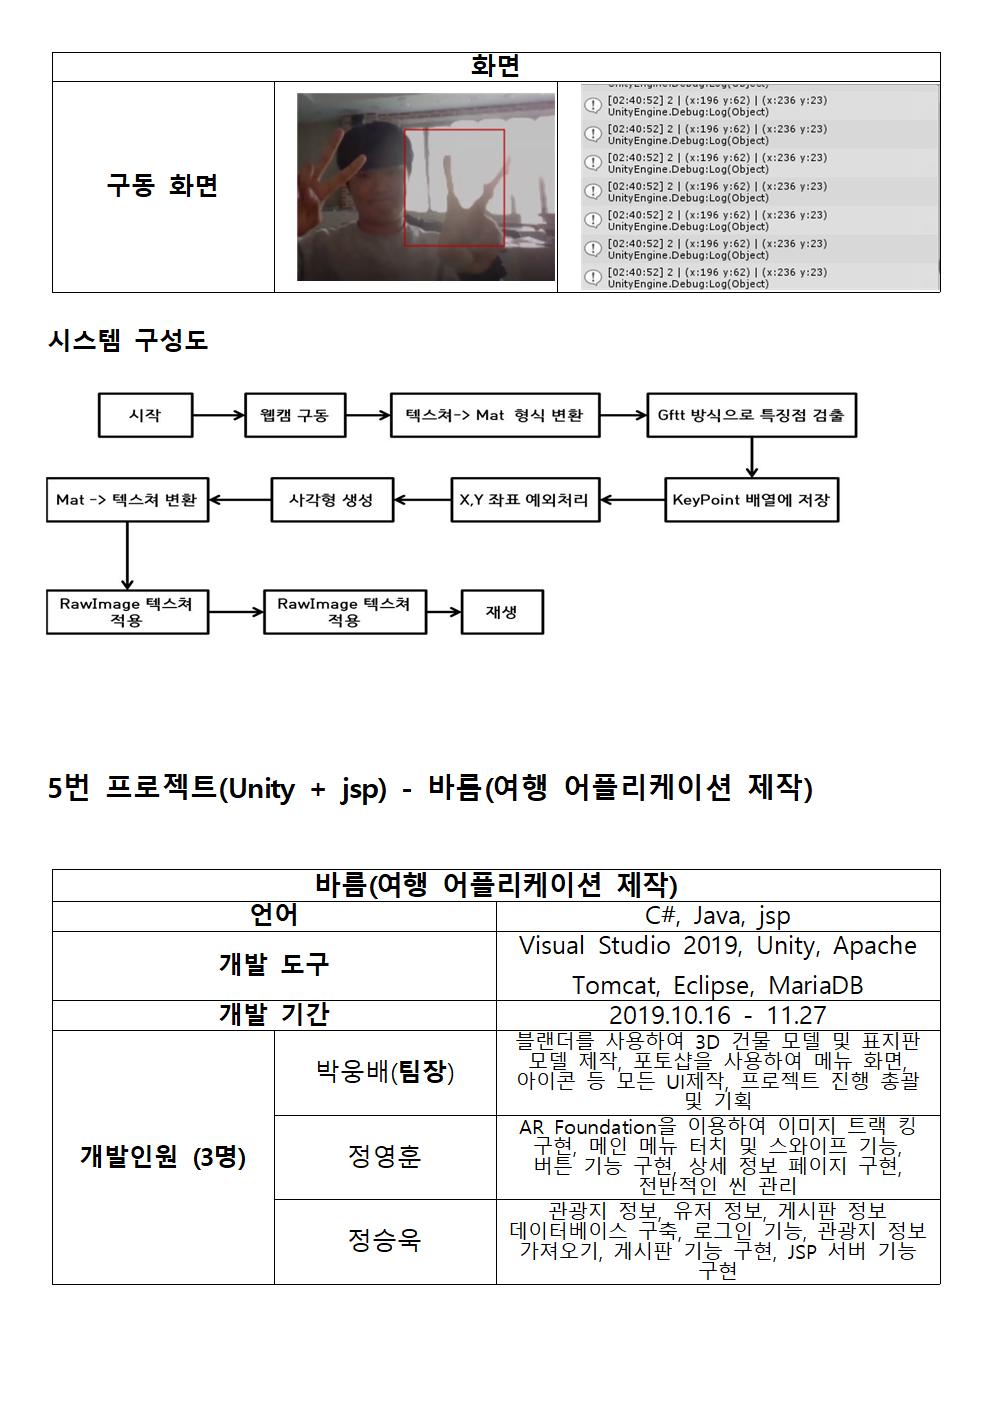 화면
구동 화면
UnityEngine.Debug:Log(Object)
[02:40:52] 2 | (x:196 y:62) | (x:236 y:23)
UnityEngine.Debug:Log(Object)
[02:40:52] 2 | (x:196 y:62) | (x:236 y:23)
UnityEngine.Debug:Log(Object)
[02:40:52] 2 | (x:196 y:62) | (x:236 y:23)
UnityEngine.Debug:Log(Object)
[02:40:52] 2 | (x:196 y:62) | (x:236 y:23)
UnityEngine.Debug:Log(Object)
[02:40:52] 2 | (x:196 y:62) | (x:236 y:23)
UnityEngine.Debug:Log(Object)
[02:40:52] 2 | (x:196 y:62) | (x:236 y:23)
UnityEngine.Debug:Log(Object)
[02:40:52] 2 | (x:196 y:62) | (x:236 y:23)
UnityEngine.Debug:Log(Object)
시스템 구성도
시작
웹캠 구동
텍스쳐-> Mat 형식 변환
Gftt 방식으로 특징점 검출
KeyPoint 배열에 저장
X,Y 좌표 예외처리
사각형 생성
Mat -> 텍스쳐 변환
RawImage 텍스쳐
적용
RawImage 텍스쳐
적용
재생
5번 프로젝트(Unity + jsp) - 바름(여행 어플리케이션 제작)
바름(여행 어플리케이션 제작)
언어
C#, Java, jsp
개발 도구
Visual Studio 2019, Unity, Apache
Tomcat, Eclipse, MariaDB
개발 기간
2019.10.16 - 11.27
개발인원 (3명)
박웅배(팀장)
블랜더를 사용하여 3D 건물 모델 및 표지판
모델 제작, 포토샵을 사용하여 메뉴 화면,
아이콘 등 모든 UI제작, 프로젝트 진행 총괄
및 기획
정영훈
AR Foundation을 이용하여 이미지 트랙 킹
구현, 메인 메뉴 터치 및 스와이프 기능,
버튼 기능 구현, 상세 정보 페이지 구현,
전반적인 씬 관리
정승욱
관광지 정보, 유저 정보, 게시판 정보
데이터베이스 구축, 로그인 기능, 관광지 정보
가져오기, 게시판 기능 구현, JSP 서버 기능
구현